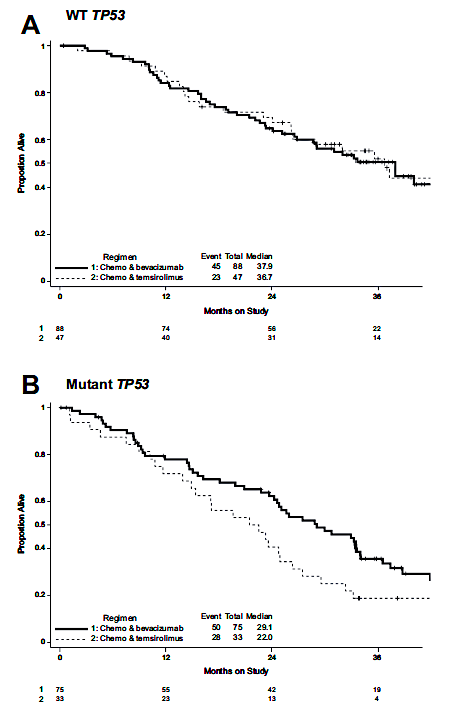 A WT TP53
1
0.8
0.6
0.5
0.4
0.2
0
Proportion Alive
Regimen Event Total Median
1: Chemo & bevacizumab 45 88 37.9
2: Chemo & temsirolimus 23 47 36.7
0 12 24 36
Months on Study
1 88 74 56 22
2 47 40 31 14
B Mutant TP53
1
0.8
0.6
0.5
0.4
0.2
0
Proportion Alive
Regimen Event Total Median
1: Chemo & bevacizumab 50 75 29.1
2: Chemo & temsirolimus 28 33 22.0
0 12 24 36
Months on Study
1 75 55 42 19
2 33 23 13 4